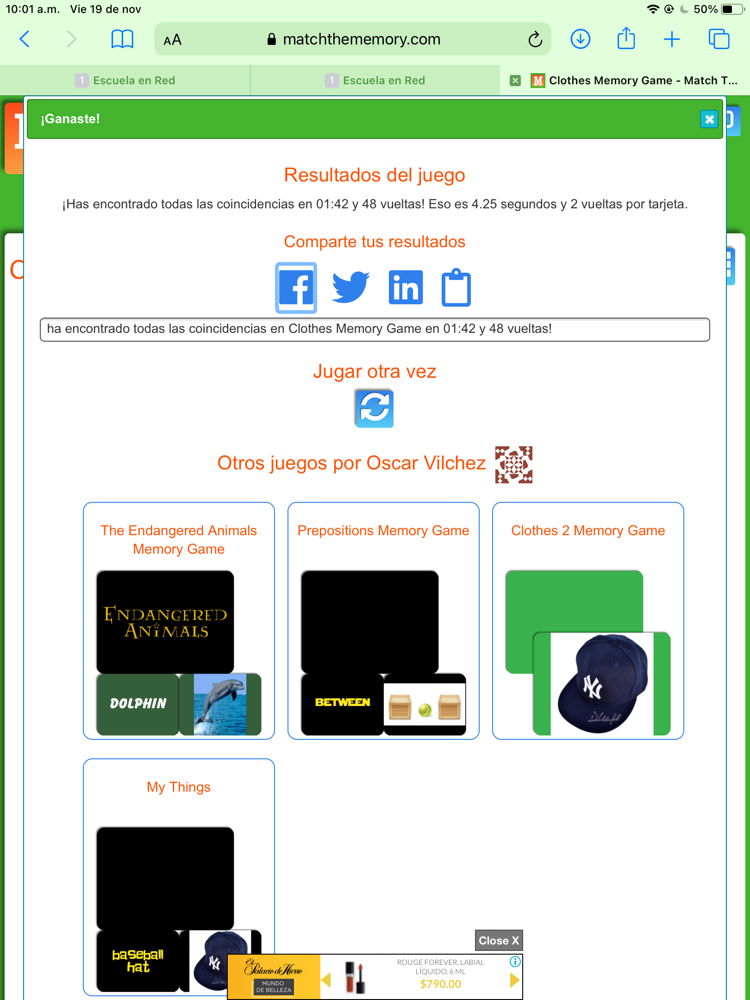 10:01 a.m. Vie 19 de nov 50%
AA matchthememory.com
1 Escuela en Red 1 Escuela en Red M Clothes Memory Game - Match T...
¡Ganaste!
Resultados del juego
¡Has encontrado todas las coincidencias en 01:42 y 48 vueltas! Eso es 4.25 segundos y 2 vueltas por tarjeta.
Comparte tus resultados
ha encontrado todas las coincidencias en Clothes Memory Game en 01:42 y 48 vueltas!
Jugar otra vez
Otros juegos por Oscar Vilchez
The Endangered Animals
Memory Game
ENDANGERED
ANIMALS
DOLPHIN
Prepositions Memory Game
BETWEEN
Clothes 2 Memory Game
NY
My Things
baseball
hat
NY
Close X
El
Palacio de Hierro
MUNDO
DE BELLEZA
ROUGE FOREVER, LABIAL
LÍQUIDO, 6 ML
$790.00